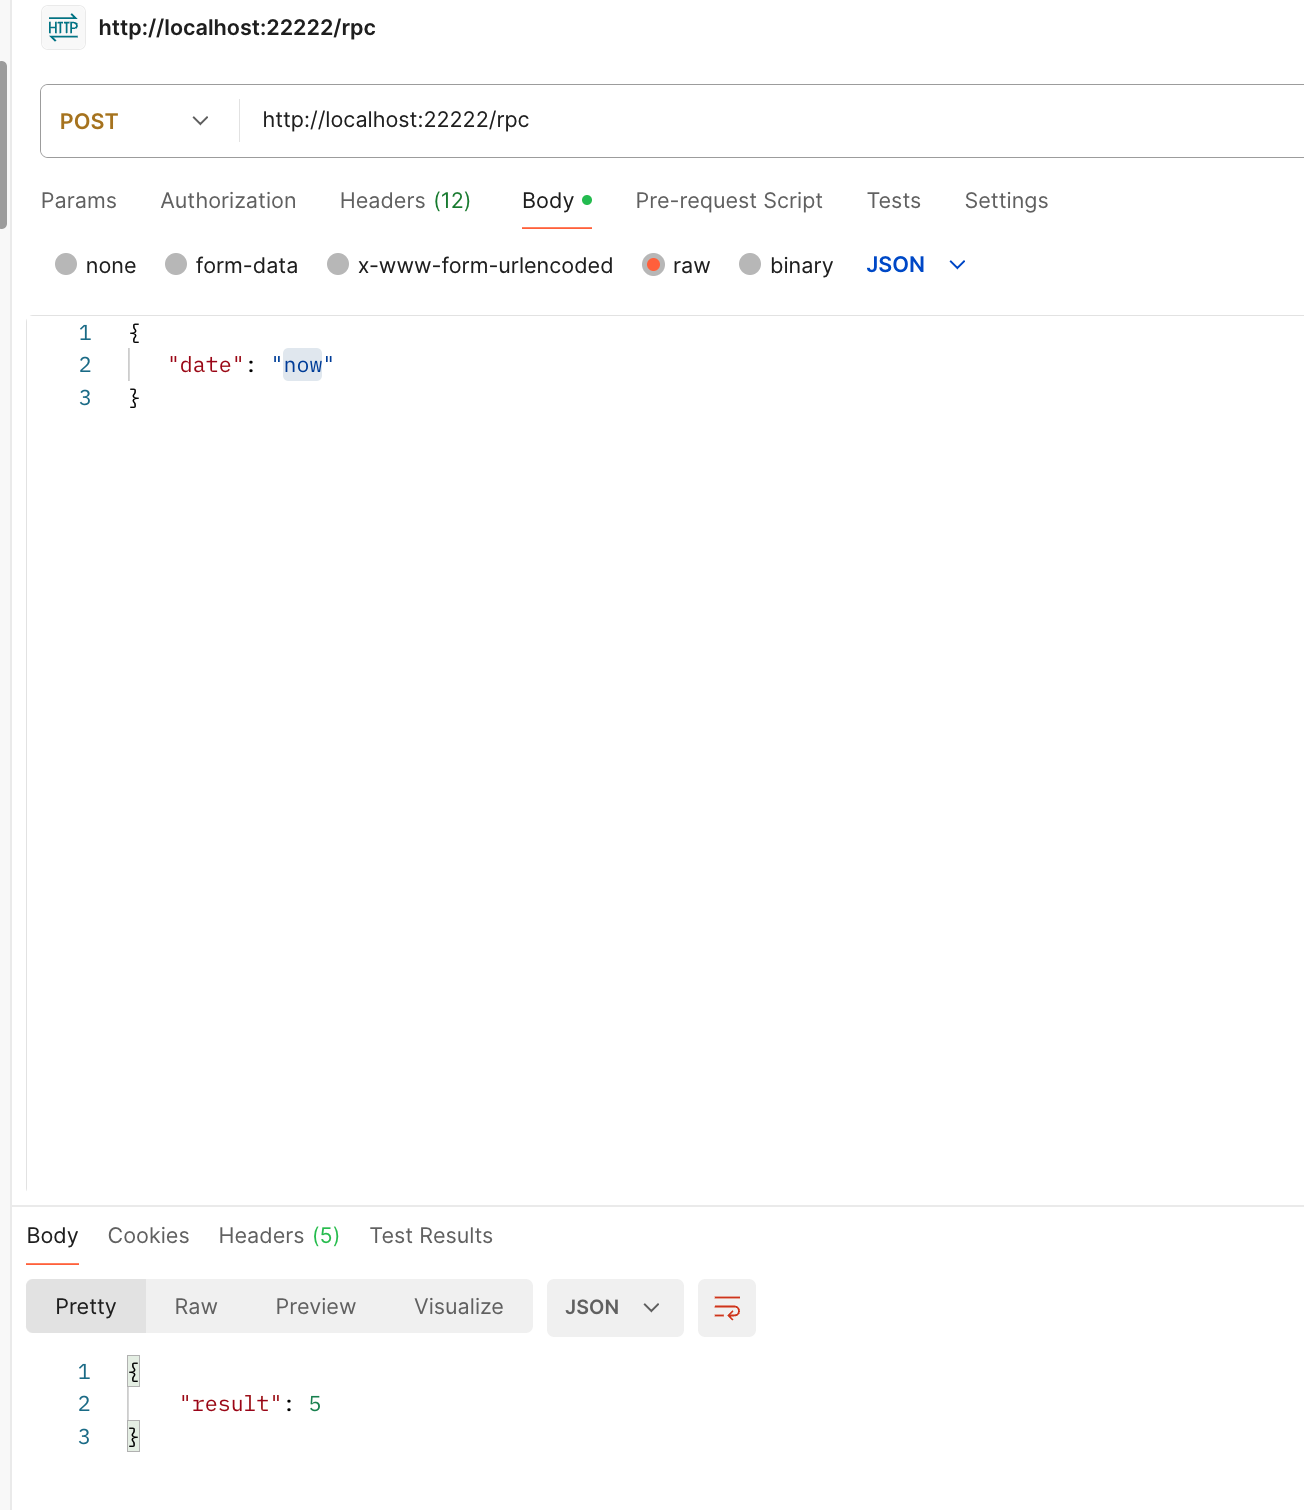 HTTP http://localhost:22222/rpc
POST http://localhost:22222/rpc
Params Authorization Headers (12) Body Pre-request Script Tests Settings
none form-data x-www-form-urlencoded raw binary JSON
1 {
2 "date": "now"
3 }
Body Cookies Headers (5) Test Results
Pretty Raw Preview Visualize JSON
1 {
2 "result": 5
3 }